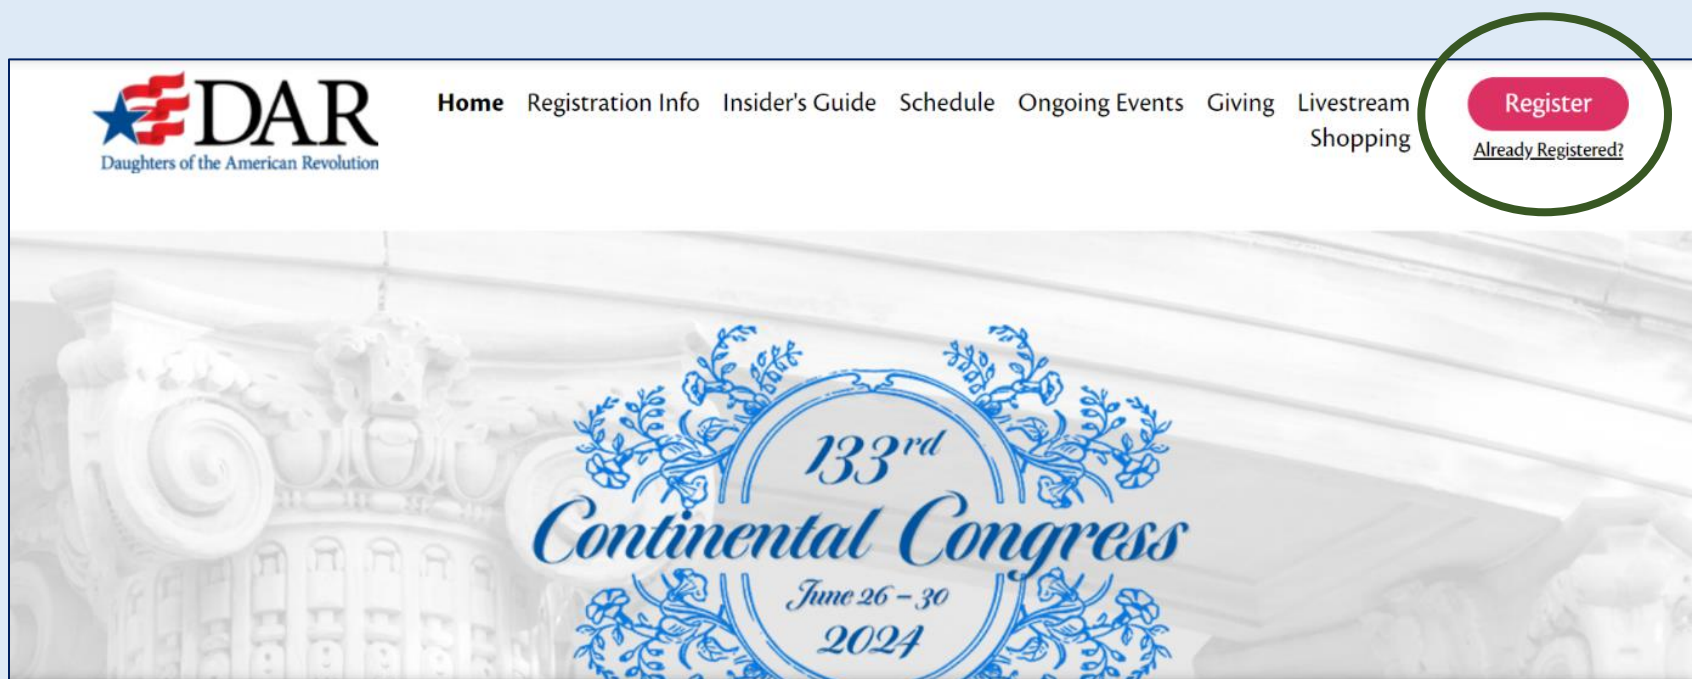 DAR
Daughters of the American Revolution
Home Registration Info Insider's Guide Schedule Ongoing Events Giving Livestream
Shopping
Register
Already Registered?
133rd
Continental Congress
June 26 – 30
2024